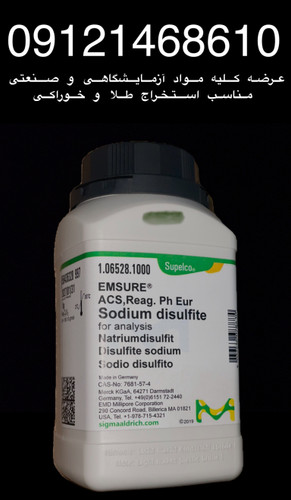 09121468610
عرضه کلیه مواد آزمایشگاهی و صنعتی
مناسب استخراج طلا و خوراکی
Supelco®
1.06528.1000
EMSURE®
ACS,Reag. Ph Eur
Sodium disulfite
for analysis
Natriumdisulfit
Disulfite sodium
Sodio disulfito
Made in Germany
CAS-No: 7681-57-4
Merck KGaA, 64271 Darmstadt
Germany, Tel. +49(0)6151 72-2440
EMD Millipore Corporation
290 Concord Road, Billerica MA 01821
USA, Tel. +1-978-715-4321
sigmaaldrich.com
©2019